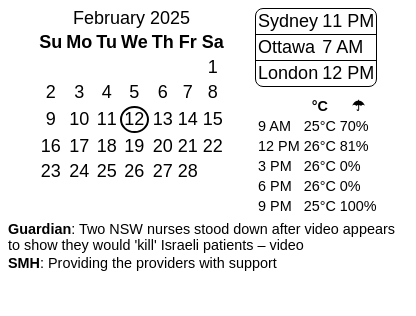 February 2025
Su Mo Tu We Th Fr Sa
1
2 3 4 5 6 7 8
9 10 11 12 13 14 15
16 17 18 19 20 21 22
23 24 25 26 27 28
Sydney 11 PM
Ottawa 7 AM
London 12 PM
°C ☂
9 AM 25°C 70%
12 PM 26°C 81%
3 PM 26°C 0%
6 PM 26°C 0%
9 PM 25°C 100%
Guardian: Two NSW nurses stood down after video appears
to show they would 'kill' Israeli patients – video
SMH: Providing the providers with support